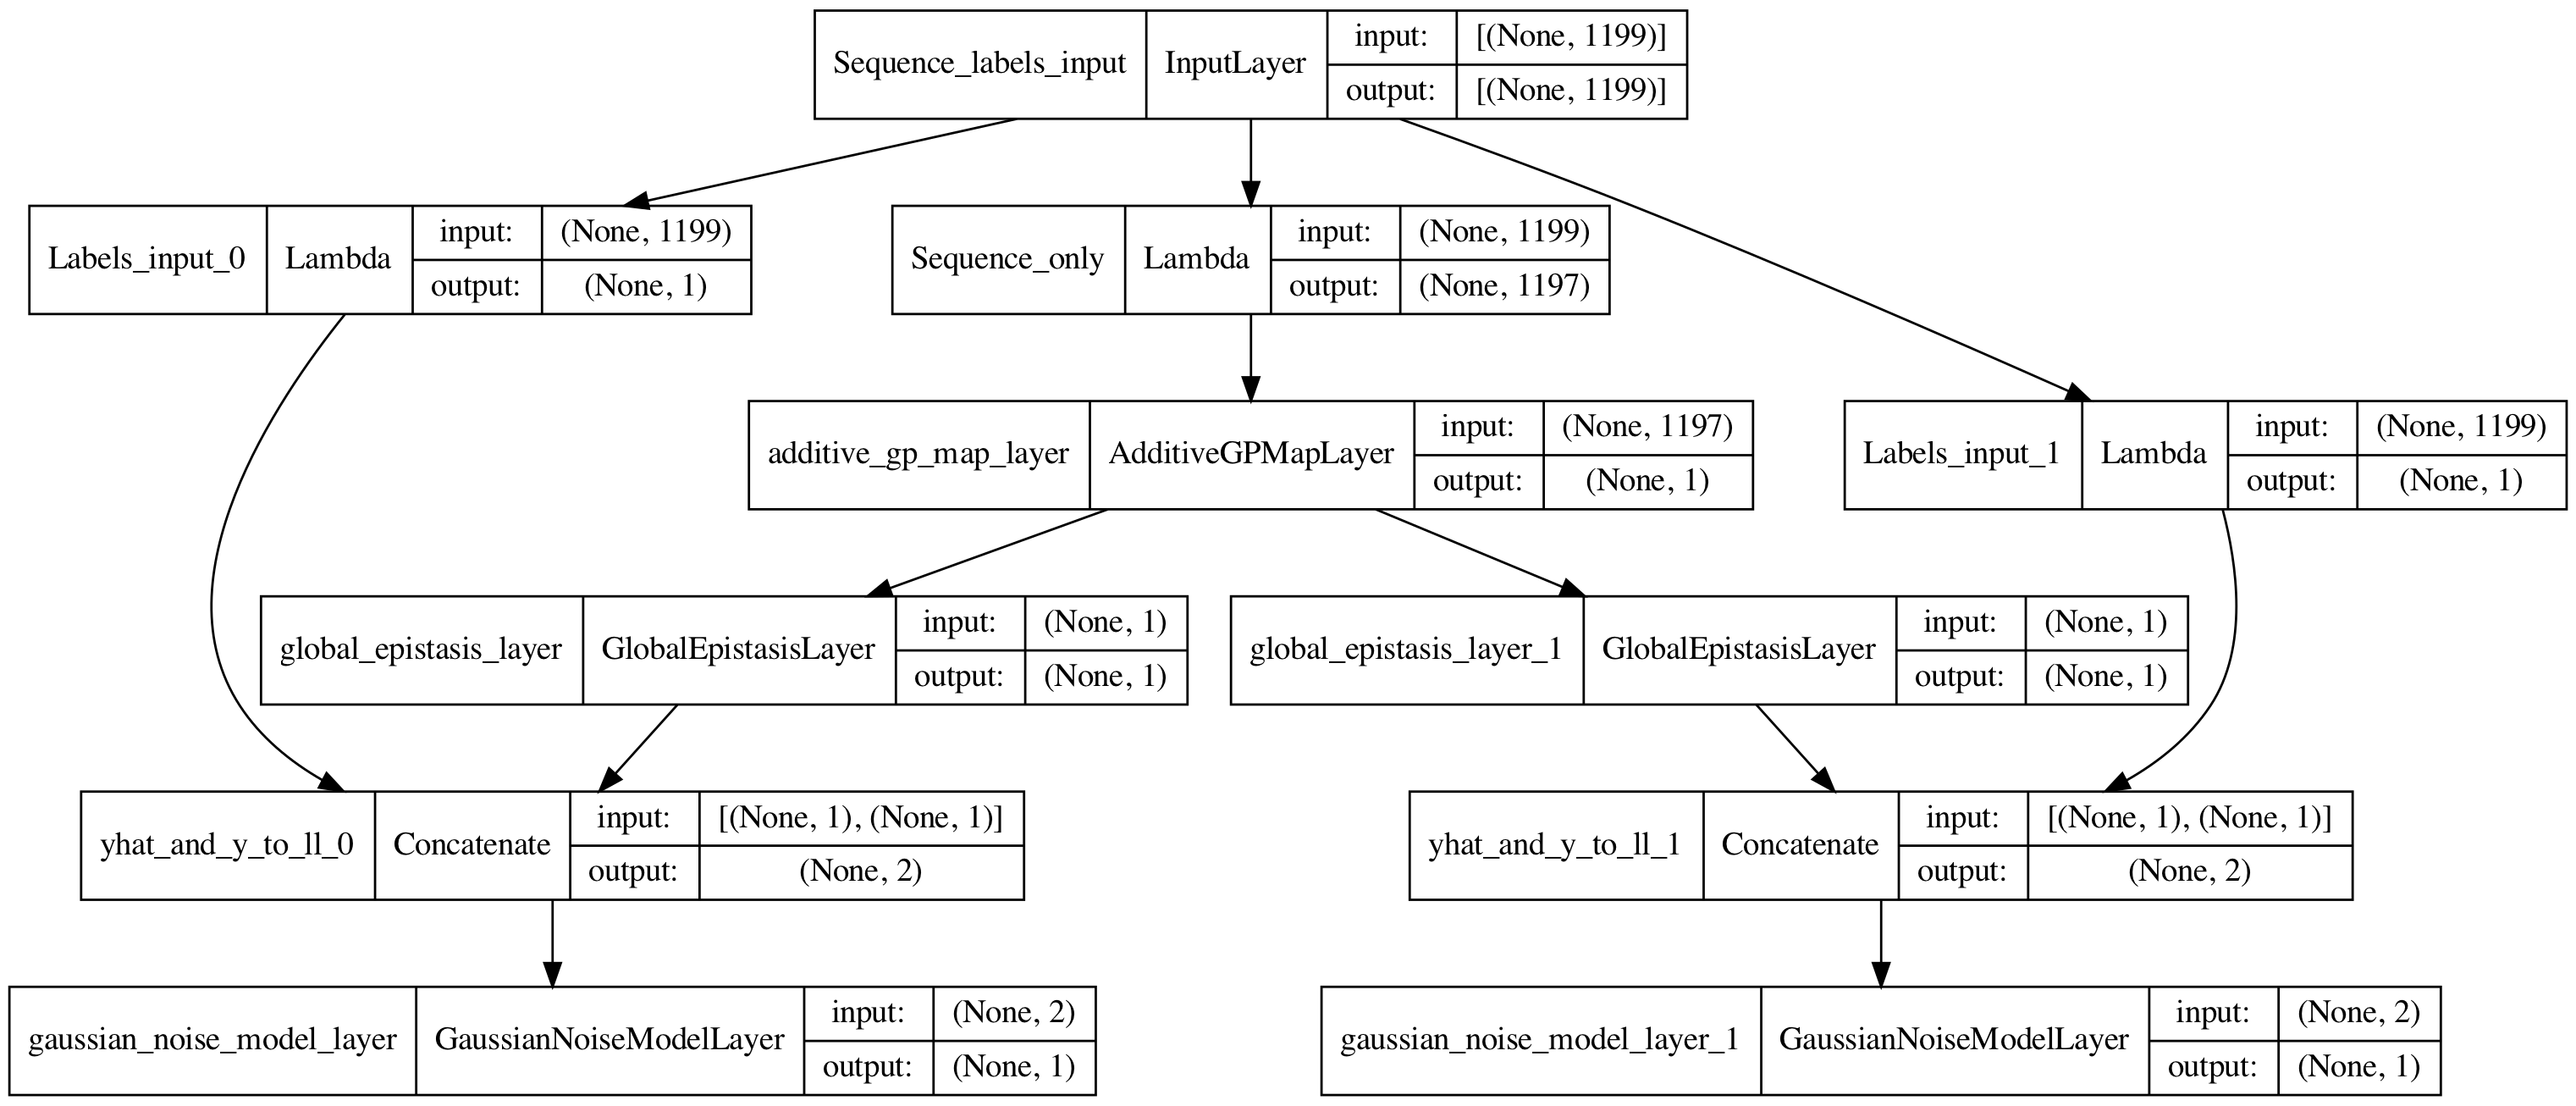 Sequence_labels_input InputLayer input: [(None, 1199)]
output: [(None, 1199)]
Labels_input_0 Lambda input: (None, 1199)
output: (None, 1)
Sequence_only Lambda input: (None, 1199)
output: (None, 1197)
additive_gp_map_layer AdditiveGPMapLayer input: (None, 1197)
output: (None, 1)
Labels_input_1 Lambda input: (None, 1199)
output: (None, 1)
global_epistasis_layer GlobalEpistasisLayer input: (None, 1)
output: (None, 1)
global_epistasis_layer_1 GlobalEpistasisLayer input: (None, 1)
output: (None, 1)
yhat_and_y_to_ll_0 Concatenate input: [(None, 1), (None, 1)]
output: (None, 2)
yhat_and_y_to_ll_1 Concatenate input: [(None, 1), (None, 1)]
output: (None, 2)
gaussian_noise_model_layer GaussianNoiseModelLayer input: (None, 2)
output: (None, 1)
gaussian_noise_model_layer_1 GaussianNoiseModelLayer input: (None, 2)
output: (None, 1)